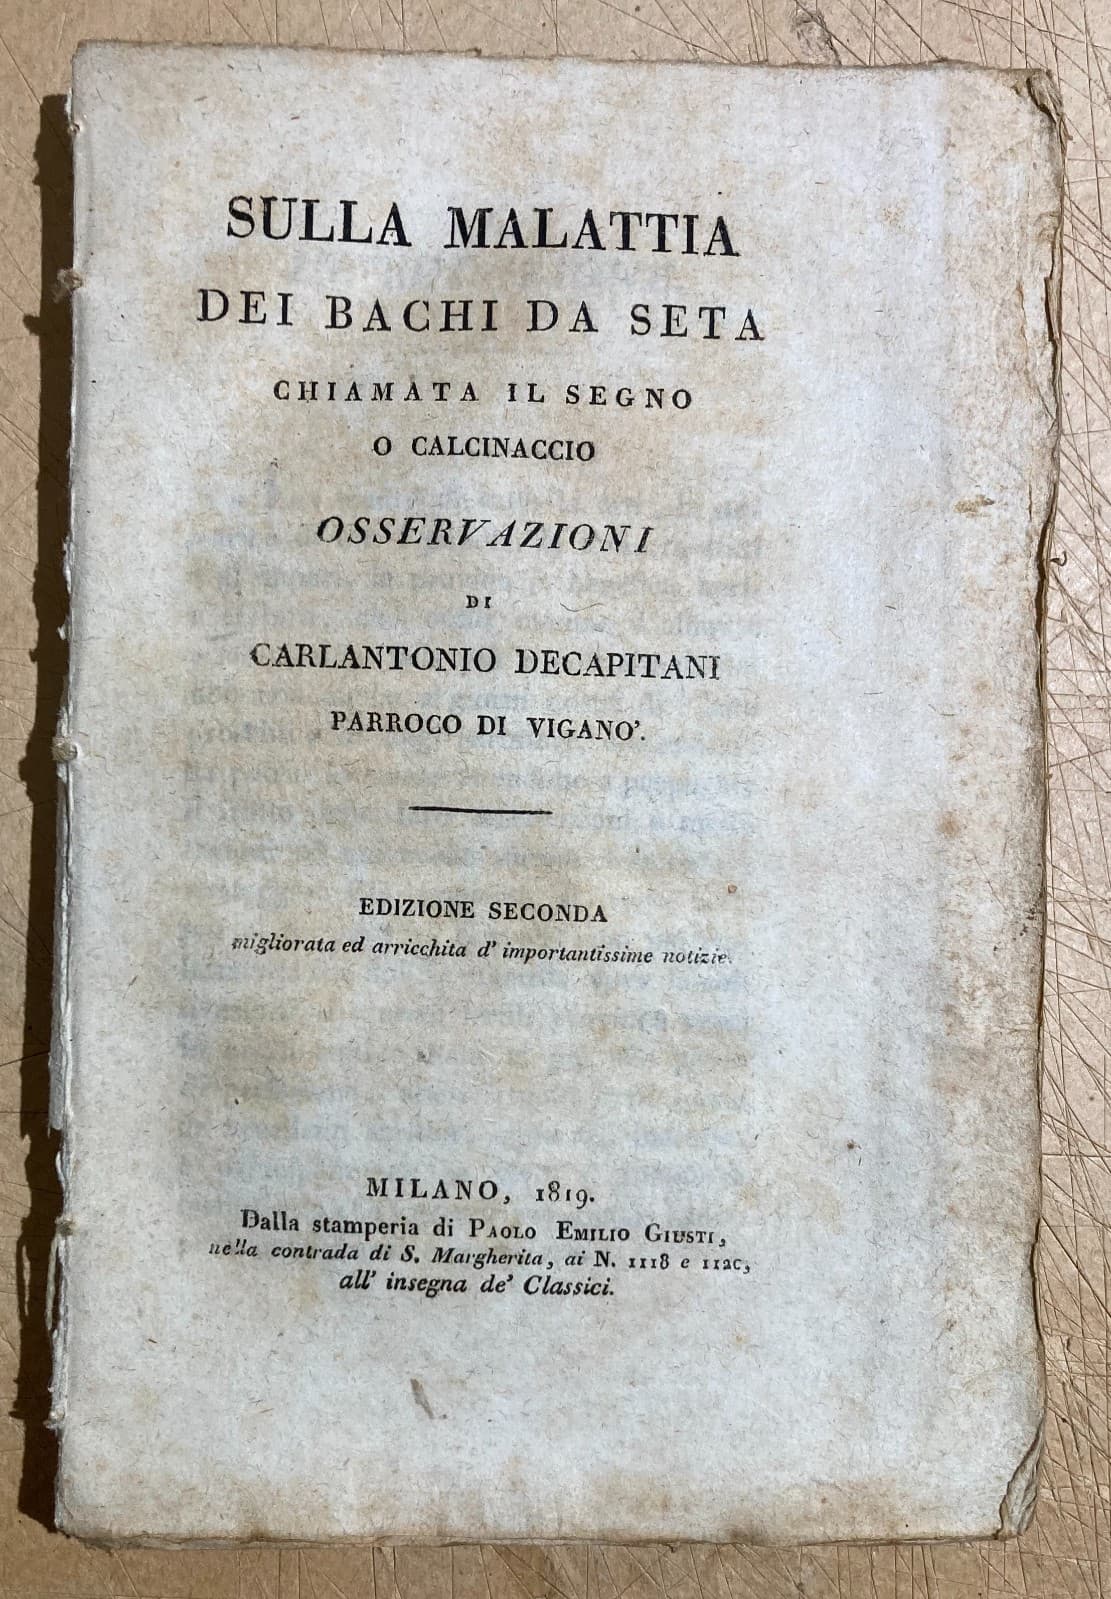 SULLA MALATTIA
DEI BACHI DA SETA
CHIAMATA IL SEGNO
O CALCINACCIO
OSSERVAZIONI
DI
CARLANTONIO DECAPITANI
PARROCO DI VIGANO'.
EDIZIONE SECONDA
migliorata ed arricchita d' importantissime notizie.
MILANO, 1819.
Dalla stamperia di PAOLO EMILIO GIUSTI,
nella contrada di S. Margherita, ai N. 1118 e
all' insegna de' Classici.